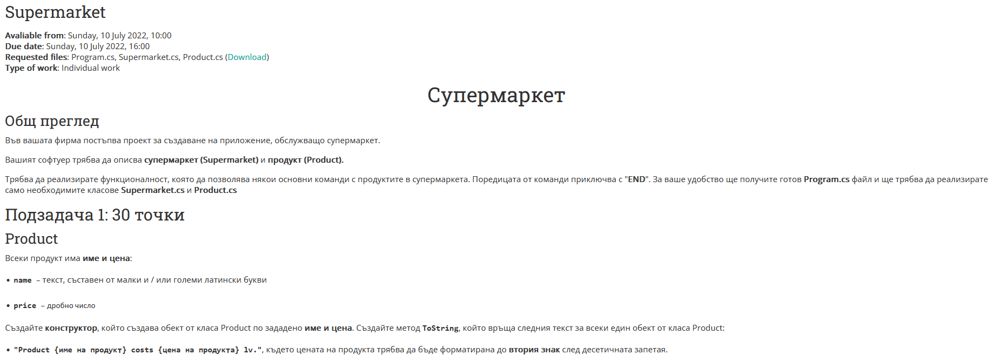 Supermarket
Avaliable from: Sunday, 10 July 2022, 10:00
Due date: Sunday, 10 July 2022, 16:00
Requested files: Program.cs, Supermarket.cs, Product.cs (Download)
Type of work: Individual work
Супермаркет
Общ преглед
Във вашата фирма постъпва проект за създаване на приложение, обслужващо супермаркет.
Вашият софтуер трябва да описва супермаркет (Supermarket) и продукт (Product).
Трябва да реализирате функционалност, която да позволява някои основни команди с продуктите в супермаркета. Поредицата от команди приключва с "END". За ваше удобство ще получите готов Program.cs файл и ще трябва да реализирате
само необходимите класове Supermarket.cs и Product.cs
Подзадача 1: 30 точки
Product
Всеки продукт има име и цена:
• name – текст, съставен от малки и / или големи латински букви
• price – дробно число
Създайте конструктор, който създава обект от класа Product по зададено име и цена. Създайте метод ToString, който връща следния текст за всеки един обект от класа Product:
• "Product {име на продукт} costs {цена на продукта} lv.", където цената на продукта трябва да бъде форматирана до втория знак след десетичната запетая.